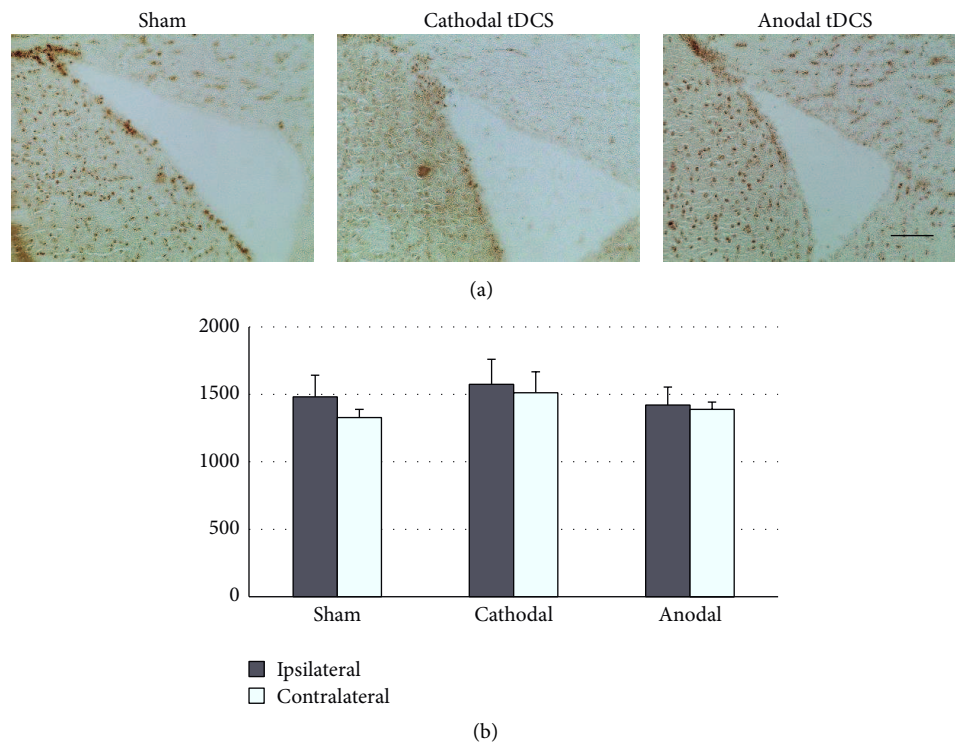 Sham Cathodal tDCS Anodal tDCS
(a)
2000
1500
1000
500
0
Sham Cathodal Anodal
Ipsilateral
Contralateral
(b)